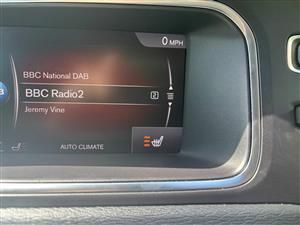 0 MPH
BBC National DAB
BBC Radio2
2
Jeremy Vine
AUTO CLIMATE